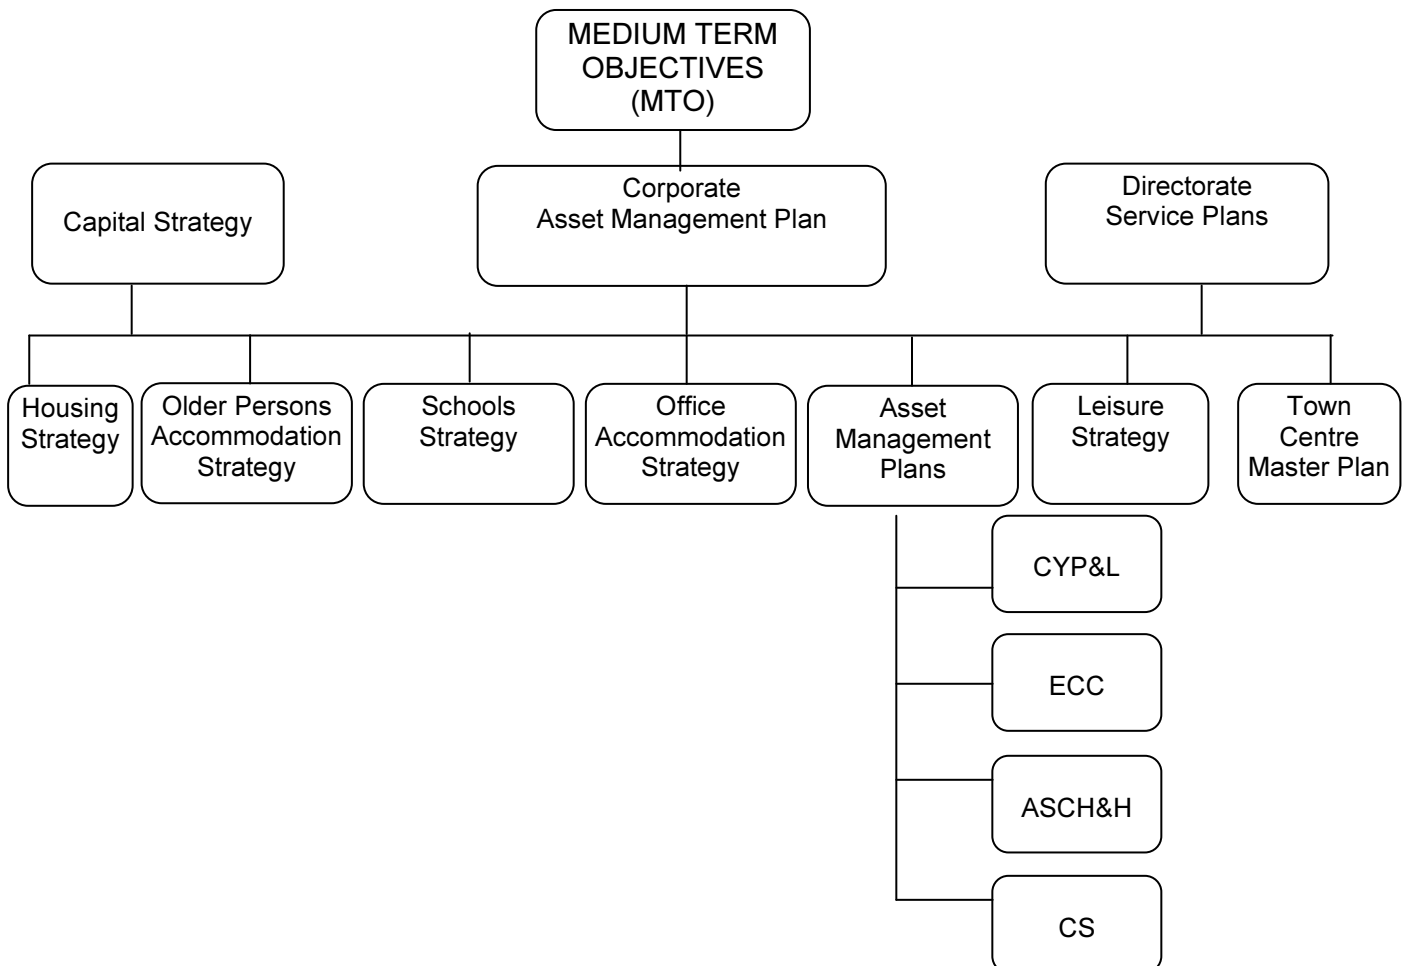 MEDIUM TERM
OBJECTIVES
(MTO)
Capital Strategy
Corporate
Asset Management Plan
Directorate
Service Plans
Housing
Strategy
Older Persons
Accommodation
Strategy
Schools
Strategy
Office
Accommodation
Strategy
Asset
Management
Plans
Leisure
Strategy
Town
Centre
Master Plan
CYP&L
ECC
ASCH&H
CS